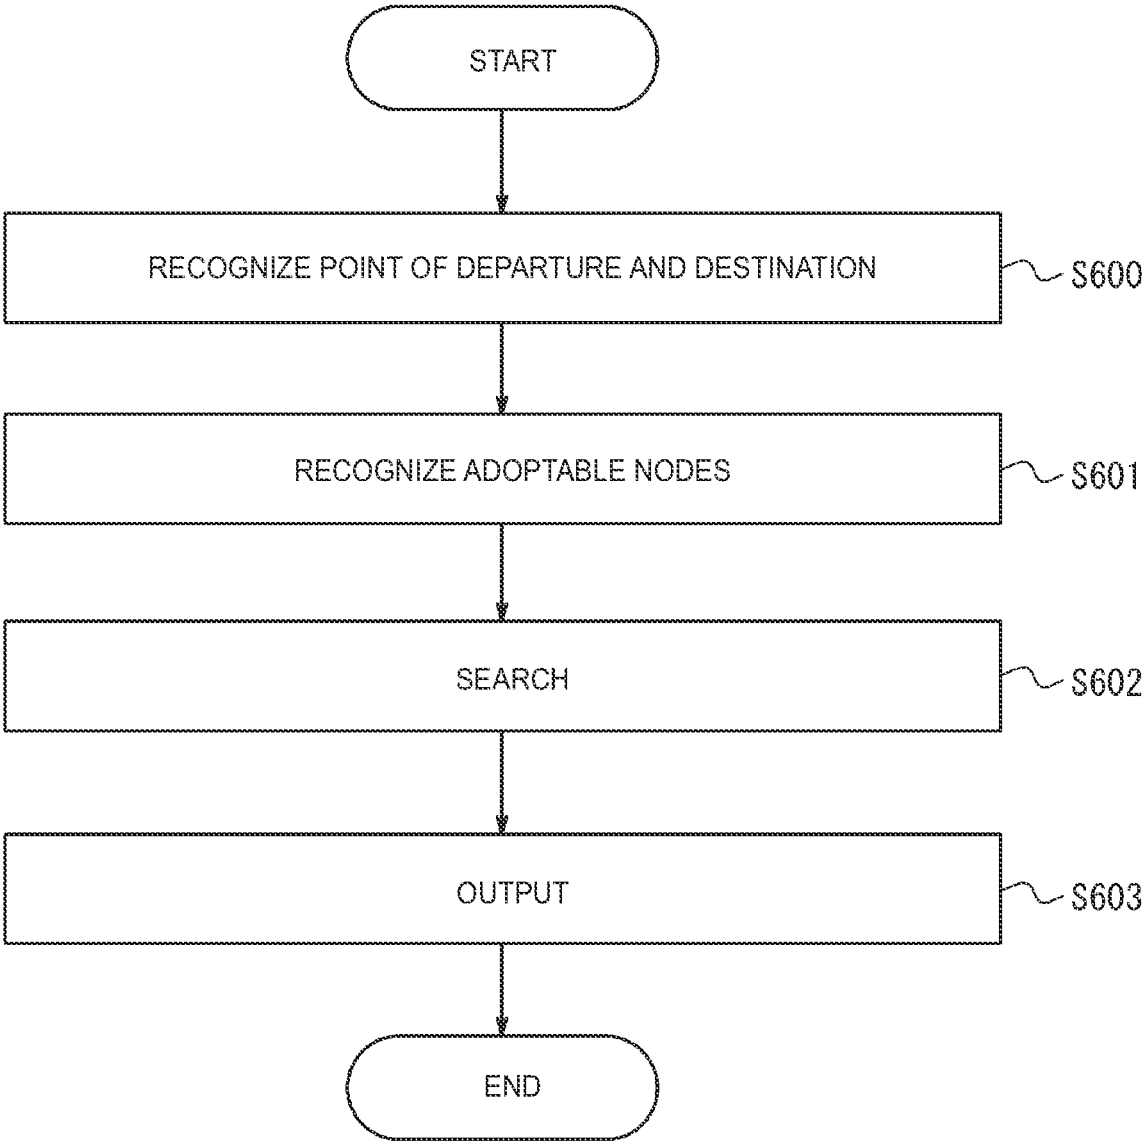 START
RECOGNIZE POINT OF DEPARTURE AND DESTINATION
S600
RECOGNIZE ADOPTABLE NODES
S601
SEARCH
S602
OUTPUT
S603
END